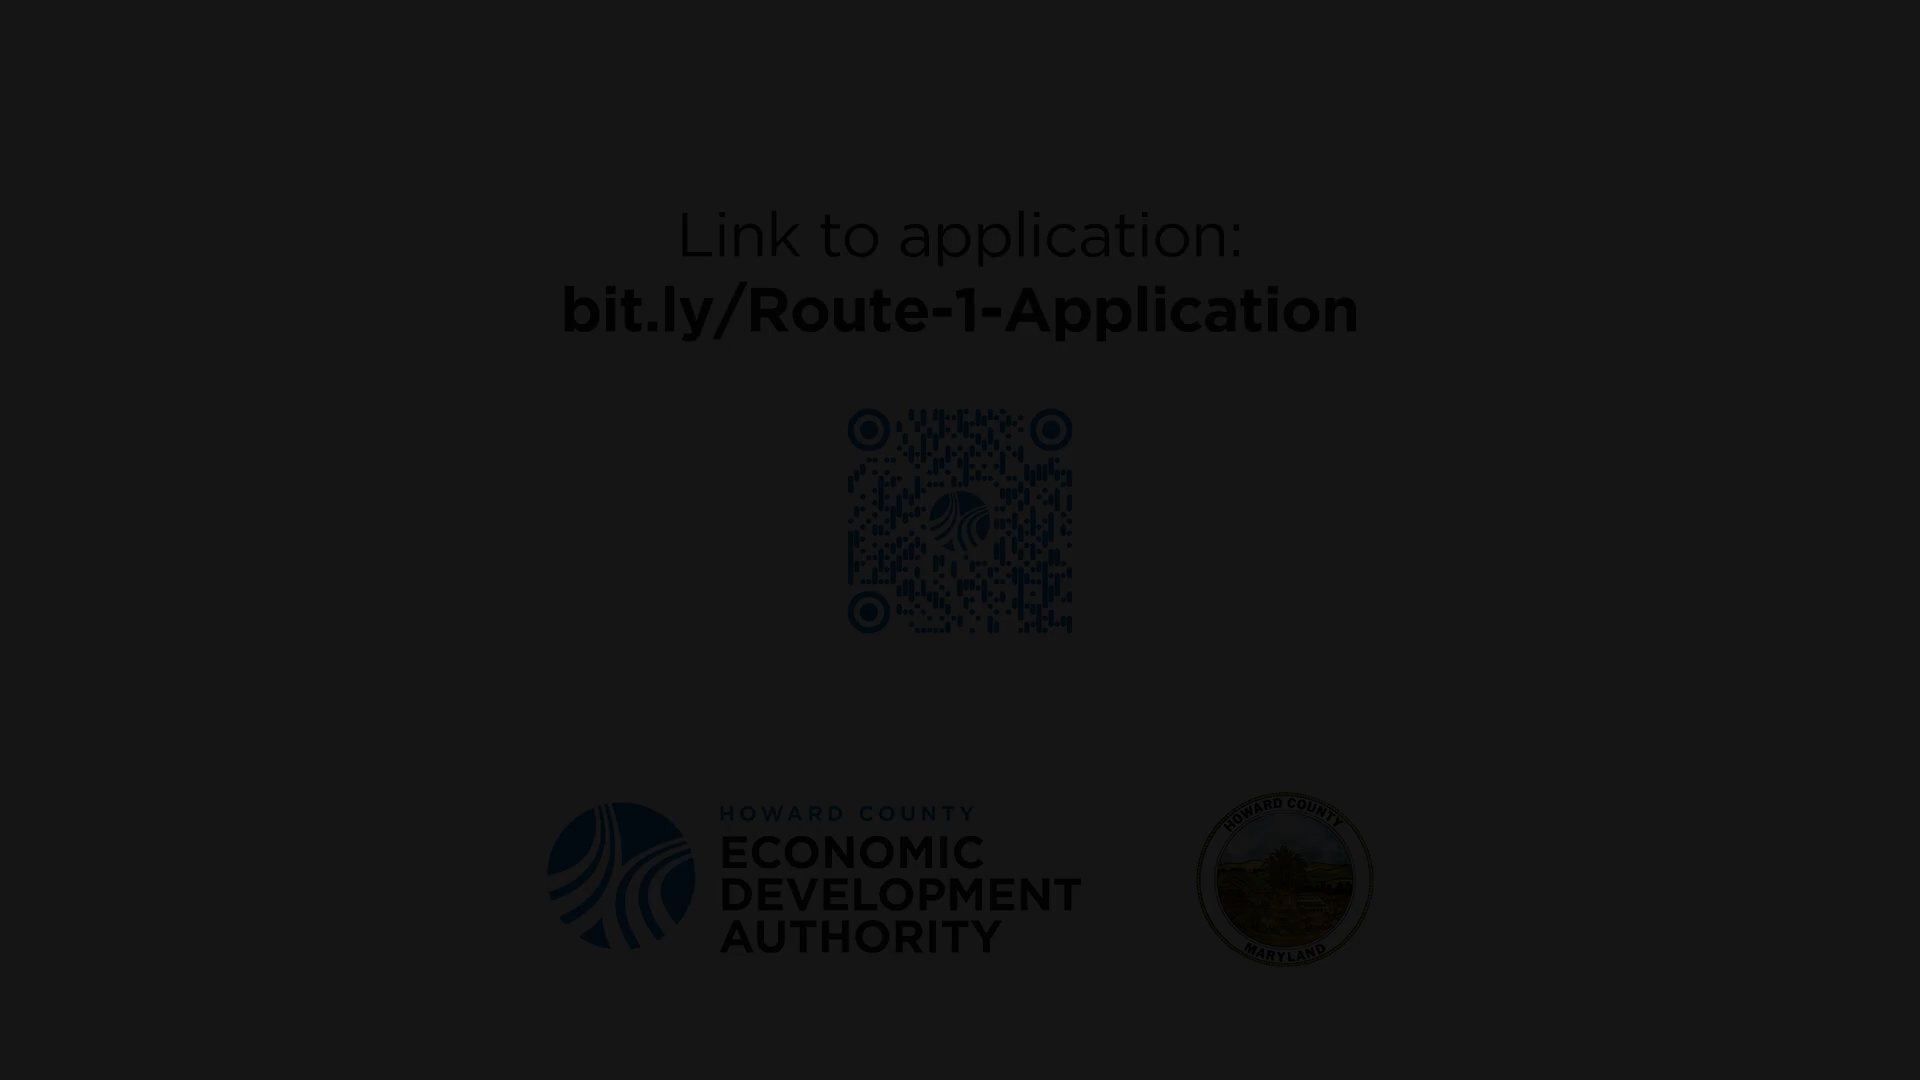 Link to application:
bit.ly/Route-1-Application
HOWARD COUNTY
ECONOMIC
DEVELOPMENT
AUTHORITY
HOWARD COUNTY
MARYLAND